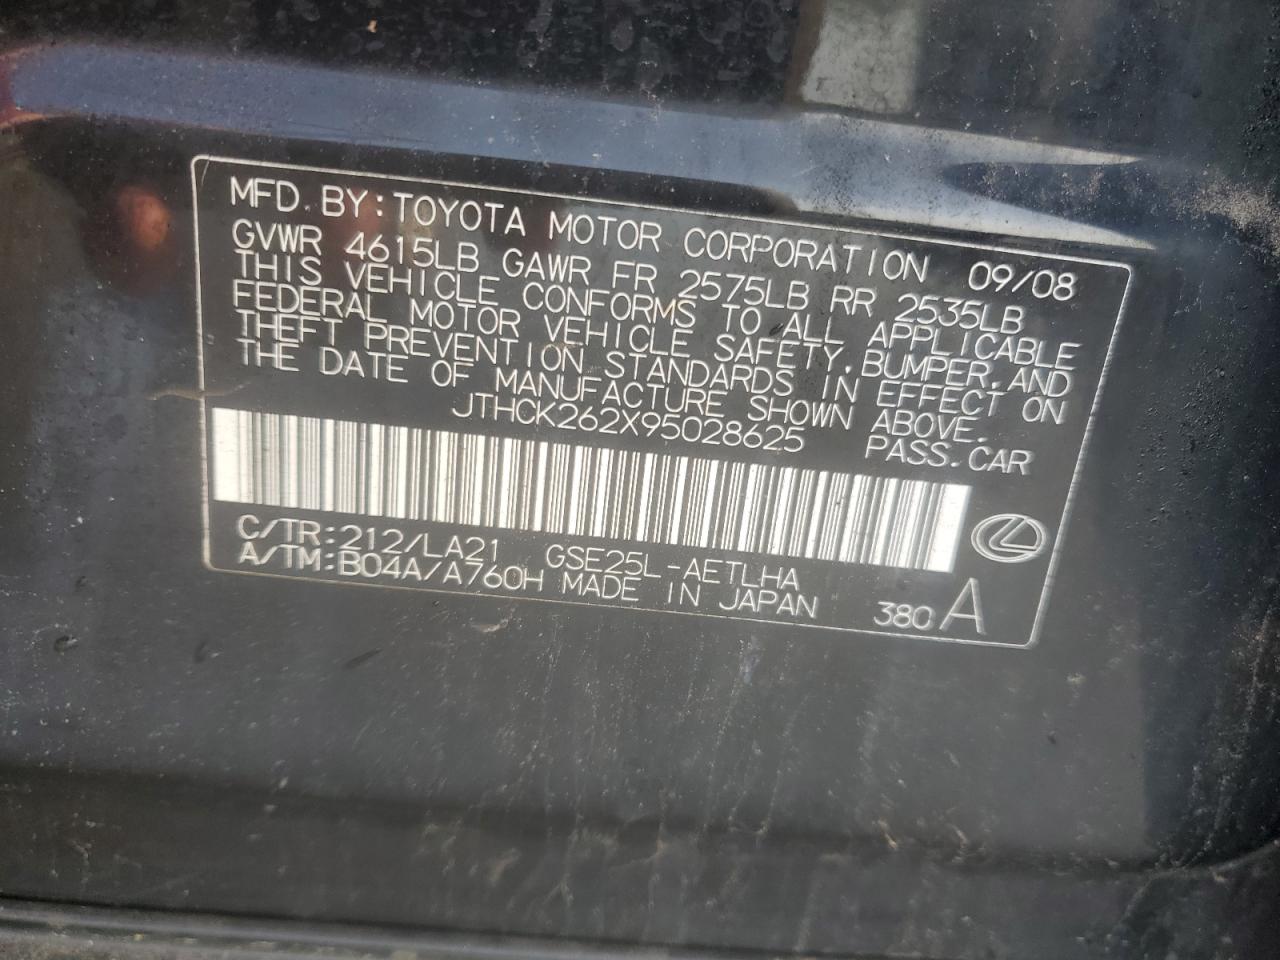 MFD. BY: TOYOTA MOTOR CORPORATION 09/08
GVWR 4615LB GAWR FR 2575LB RR 2535LB
THIS VEHICLE CONFORMS TO ALL APPLICABLE
FEDERAL MOTOR VEHICLE SAFETY, BUMPER, AND
THEFT PREVENTION STANDARDS IN EFFECT ON
THE DATE OF MANUFACTURE SHOWN ABOVE.
JTHCK262X95028625 PASS. CAR
C/TR: 212/LA21 GSE25L-AETLHA
A/TM: B04A/A760H MADE IN JAPAN 380 A